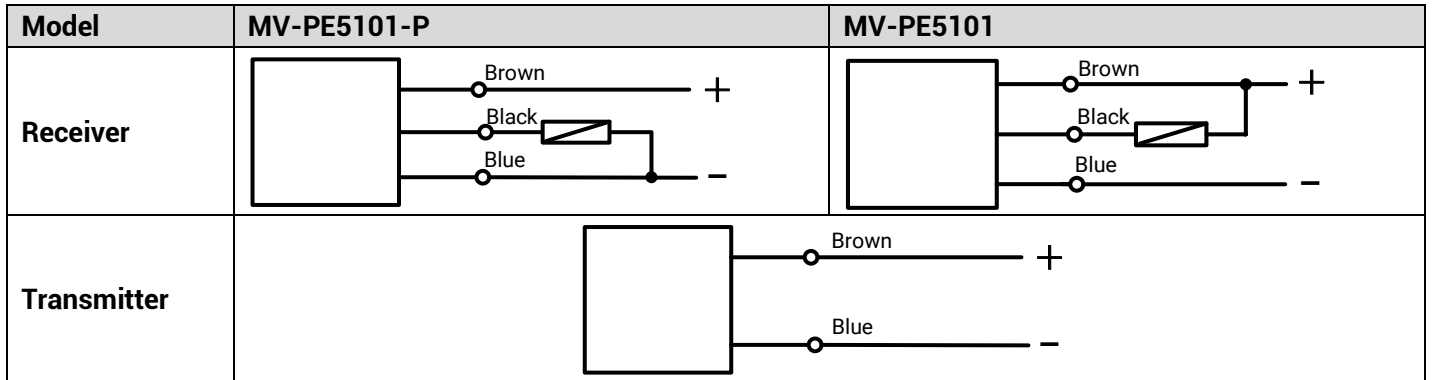 Model MV-PE5101-P MV-PE5101
Receiver
Brown +
Black
Blue −
Brown +
Black
Blue −
Transmitter
Brown +
Blue −